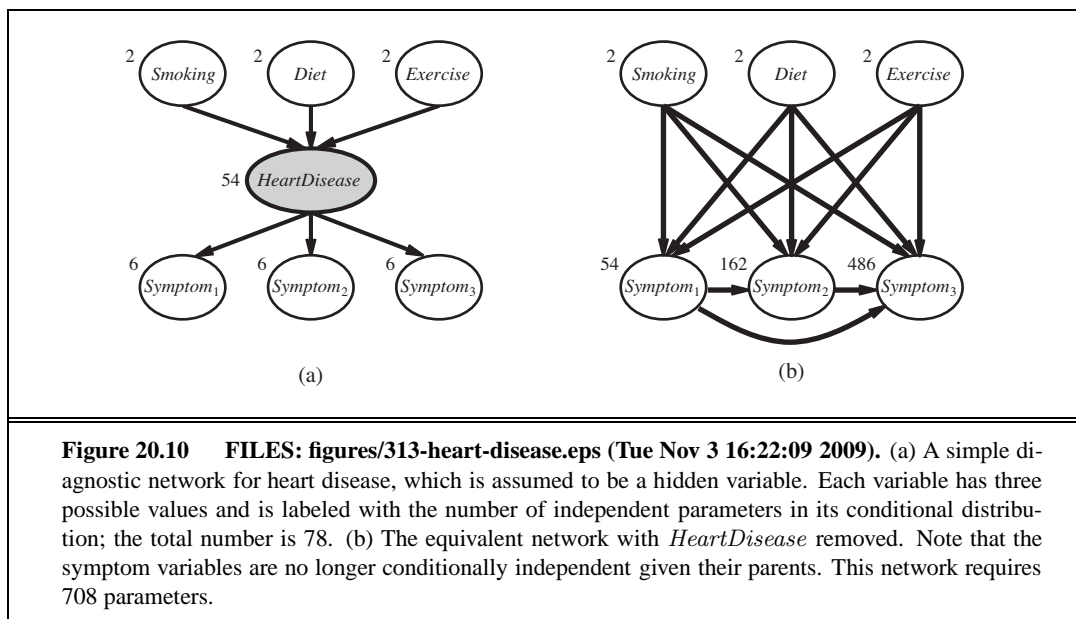 2 Smoking 2 Diet 2 Exercise
54 HeartDisease
6 Symptom1 6 Symptom2 6 Symptom3
(a)
2 Smoking 2 Diet 2 Exercise
54 Symptom1 162 Symptom2 486 Symptom3
(b)
Figure 20.10 FILES: figures/313-heart-disease.eps (Tue Nov 3 16:22:09 2009). (a) A simple di-
agnostic network for heart disease, which is assumed to be a hidden variable. Each variable has three
possible values and is labeled with the number of independent parameters in its conditional distribu-
tion; the total number is 78. (b) The equivalent network with HeartDisease removed. Note that the
symptom variables are no longer conditionally independent given their parents. This network requires
708 parameters.